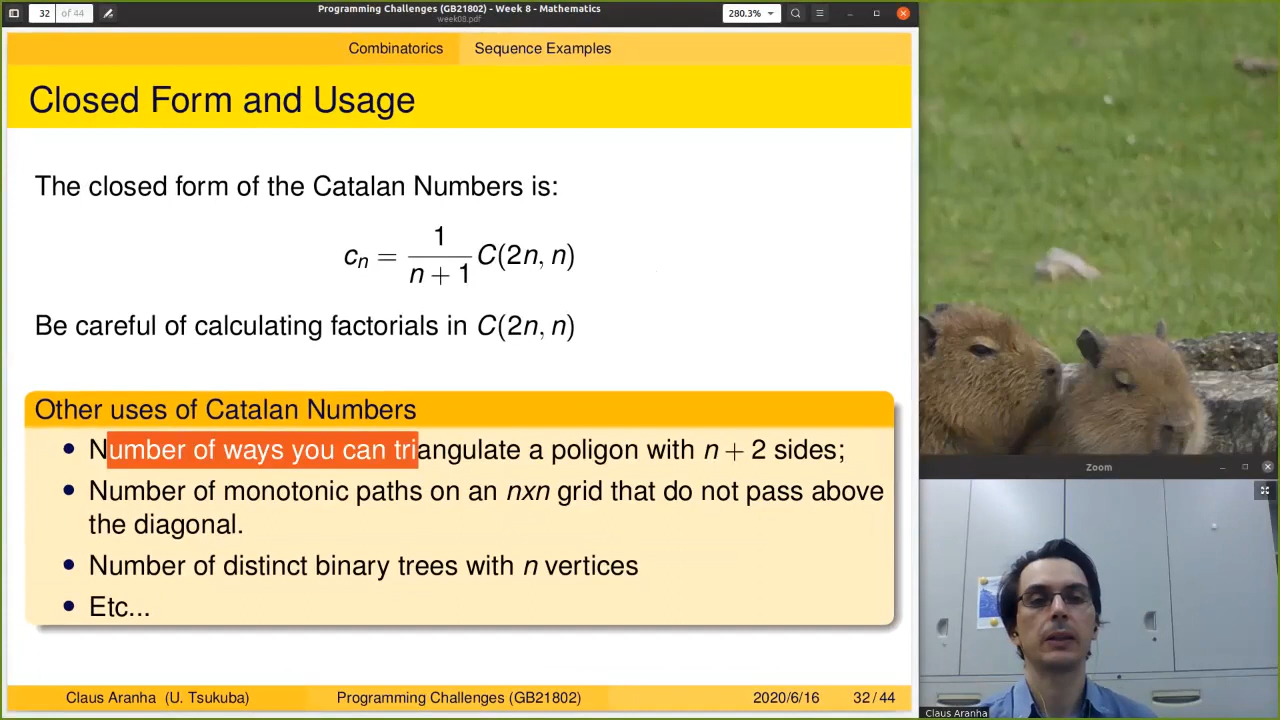 32 of 44
Programming Challenges (GB21802) - Week 8 - Mathematics
week08.pdf
280.3%
Combinatorics Sequence Examples
Closed Form and Usage
The closed form of the Catalan Numbers is:
cₙ = 1/(n + 1) C(2n, n)
Be careful of calculating factorials in C(2n, n)
Other uses of Catalan Numbers
• Number of ways you can triangulate a poligon with n + 2 sides;
• Number of monotonic paths on an nxn grid that do not pass above
the diagonal.
• Number of distinct binary trees with n vertices
• Etc...
Claus Aranha (U. Tsukuba) Programming Challenges (GB21802) 2020/6/16 32 / 44
Zoom
Claus Aranha